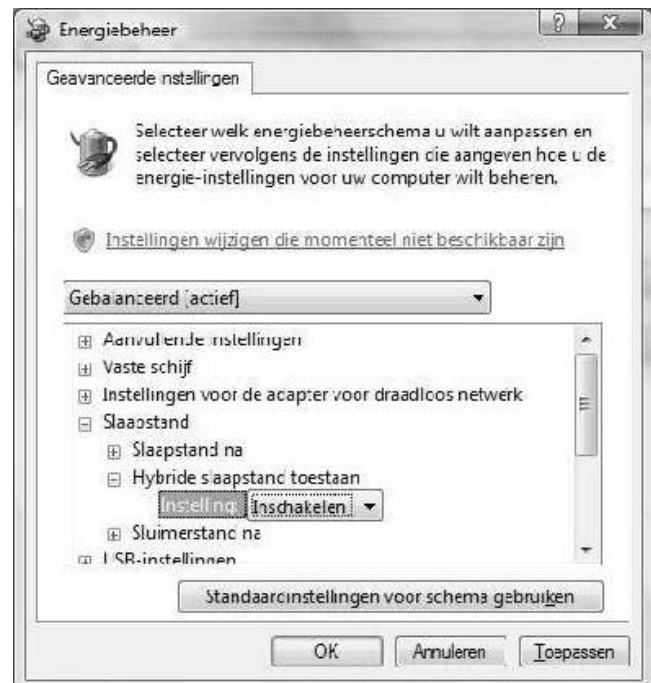 Energiebeheer
Geavanceerde instellingen
Selecteer welk energiebeheerschema u wilt aanpassen en
selecteer vervolgens de instellingen die aangeven hoe u de
energie-instellingen voor uw computer wilt beheren.
Instellingen wijzigen die momenteel niet beschikbaar zijn
Gebalanceerd [actief]
Aanvullende instellingen
Vaste schijf
Instellingen voor de adapter voor draadloos netwerk
Slaapstand
Slaapstand na
Hybride slaapstand toestaan
Instelling: Inschakelen
Sluimerstand na
USB-instellingen
Standaardinstellingen voor schema gebruiken
OK Annuleren Toepassen